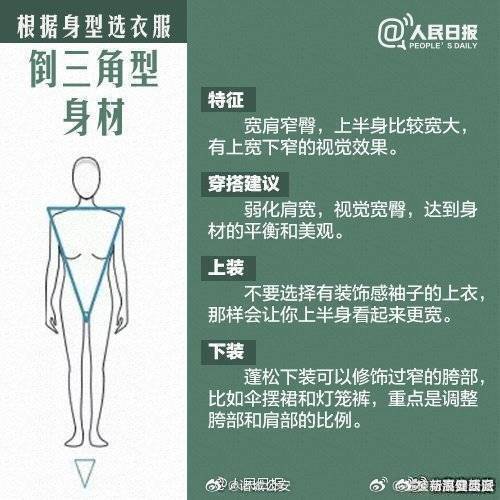 根据身型选衣服
倒三角型
身材
@人民日报
PEOPLE'S DAILY
特征
宽肩窄臀，上半身比较宽大，
有上宽下窄的视觉效果。
穿搭建议
弱化肩宽，视觉宽臀，达到身
材的平衡和美观。
上装
不要选择有装饰感袖子的上衣，
那样会让你上半身看起来更宽。
下装
蓬松下装可以修饰过窄的胯部，
比如伞摆裙和灯笼裤，重点是调整
胯部和肩部的比例。
@人民日报